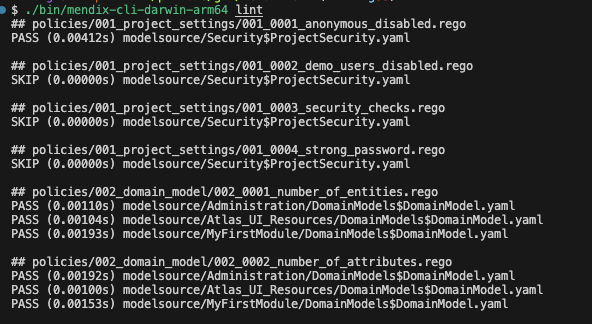 $ ./bin/mendix-cli-darwin-arm64 lint
## policies/001_project_settings/001_0001_anonymous_disabled.rego
PASS (0.00412s) modelsource/Security$ProjectSecurity.yaml
## policies/001_project_settings/001_0002_demo_users_disabled.rego
SKIP (0.00000s) modelsource/Security$ProjectSecurity.yaml
## policies/001_project_settings/001_0003_security_checks.rego
SKIP (0.00000s) modelsource/Security$ProjectSecurity.yaml
## policies/001_project_settings/001_0004_strong_password.rego
SKIP (0.00000s) modelsource/Security$ProjectSecurity.yaml
## policies/002_domain_model/002_0001_number_of_entities.rego
PASS (0.00110s) modelsource/Administration/DomainModels$DomainModel.yaml
PASS (0.00104s) modelsource/Atlas_UI_Resources/DomainModels$DomainModel.yaml
PASS (0.00193s) modelsource/MyFirstModule/DomainModels$DomainModel.yaml
## policies/002_domain_model/002_0002_number_of_attributes.rego
PASS (0.00192s) modelsource/Administration/DomainModels$DomainModel.yaml
PASS (0.00100s) modelsource/Atlas_UI_Resources/DomainModels$DomainModel.yaml
PASS (0.00153s) modelsource/MyFirstModule/DomainModels$DomainModel.yaml